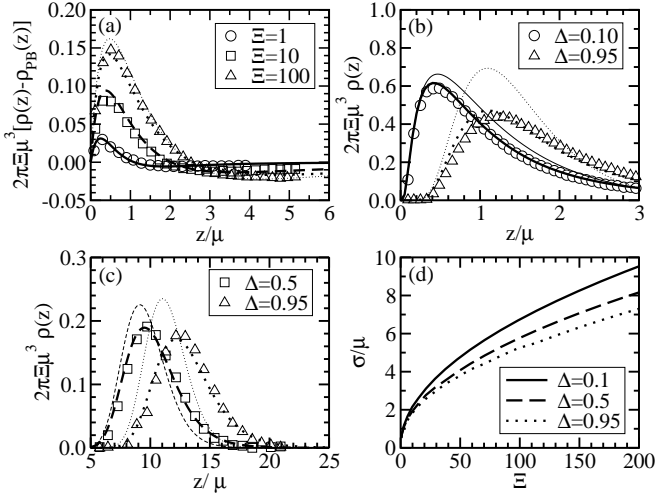 (a)
Ξ=1
Ξ=10
Ξ=100
2πΞμ³[ρ(z)-ρPB(z)]
0.20
0.15
0.10
0.05
0.00
-0.05
0 1 2 3 4 5 6
z/μ
(b)
Δ=0.10
Δ=0.95
2πΞμ³ ρ(z)
1.0
0.8
0.6
0.4
0.2
0.0
0 1 2 3
z/μ
(c)
Δ=0.5
Δ=0.95
2πΞμ³ ρ(z)
0.3
0.2
0.1
0.0
5 10 15 20 25
z/μ
(d)
σ/μ
10
8
6
4
2
0
0 50 100 150 200
Ξ
Δ=0.1
Δ=0.5
Δ=0.95